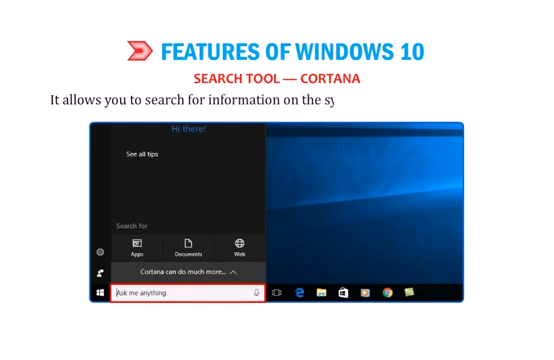 FEATURES OF WINDOWS 10
SEARCH TOOL — CORTANA
It allows you to search for information on the
Hi there!
See all tips
Search for
Apps
Documents
Web
Cortana can do much more...
Ask me anything